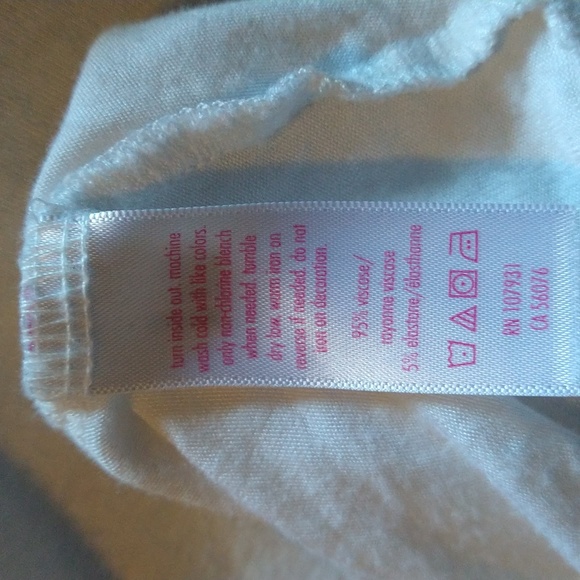 turn inside out. machine
wash cold with like colors.
only non-chlorine bleach
when needed. tumble
dry low. warm iron on
reverse if needed. do not
iron on decoration.
95% viscose/
rayonne viscose
5% elastane/élasthanne
RN 107931
CA 56076